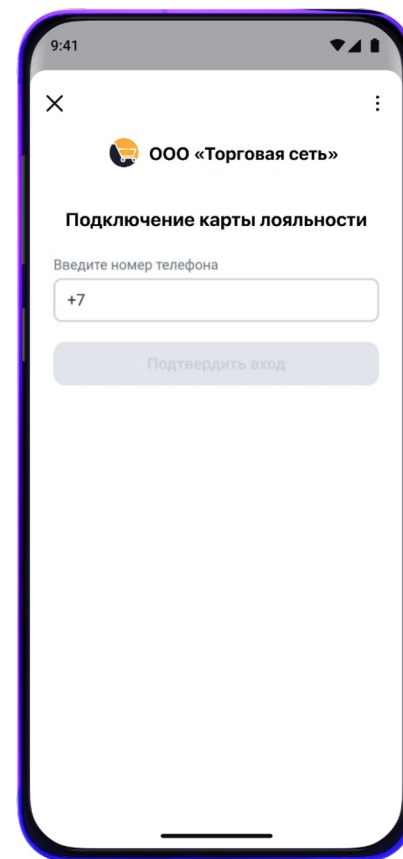 9:41
ООО «Торговая сеть»
Подключение карты лояльности
Введите номер телефона
+7
Подтвердить вход